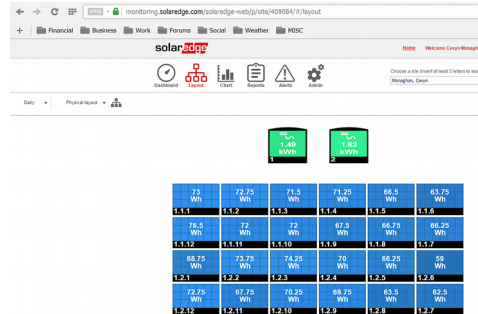 VPN monitoring.solaredge.com/solaredge-web/p/site/409084/#/layout
+ Financial Business Work Forums Social Weather MISC
solaredge
Home Welcome Cavyn Monagh
Dashboard Layout Chart Reports Alerts Admin
Choose a site (insert at least 3 letters to sea
Monaghan, Cavyn
Daily Physical layout
1.49 1.62
kWh kWh
1 2
73 72.75 71.5 71.25 66.5 63.75
Wh Wh Wh Wh Wh Wh
1.1.1 1.1.2 1.1.3 1.1.4 1.1.5 1.1.6
76.5 72 72 67.5 66.75 66.25
Wh Wh Wh Wh Wh Wh
1.1.12 1.1.11 1.1.10 1.1.9 1.1.8 1.1.7
68.75 73.75 74.25 70 66.25 59
Wh Wh Wh Wh Wh Wh
1.2.1 1.2.2 1.2.3 1.2.4 1.2.5 1.2.6
72.75 67.75 70.25 69.75 63.5 62.5
Wh Wh Wh Wh Wh Wh
1.2.12 1.2.11 1.2.10 1.2.9 1.2.8 1.2.7